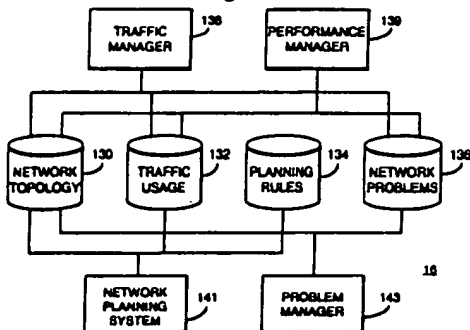 138
139
TRAFFIC
MANAGER
PERFORMANCE
MANAGER
NETWORK
TOPOLOGY
130
TRAFFIC
USAGE
132
PLANNING
RULES
134
NETWORK
PROBLEMS
136
16
NETWORK
PLANNING
SYSTEM
141
PROBLEM
MANAGER
143